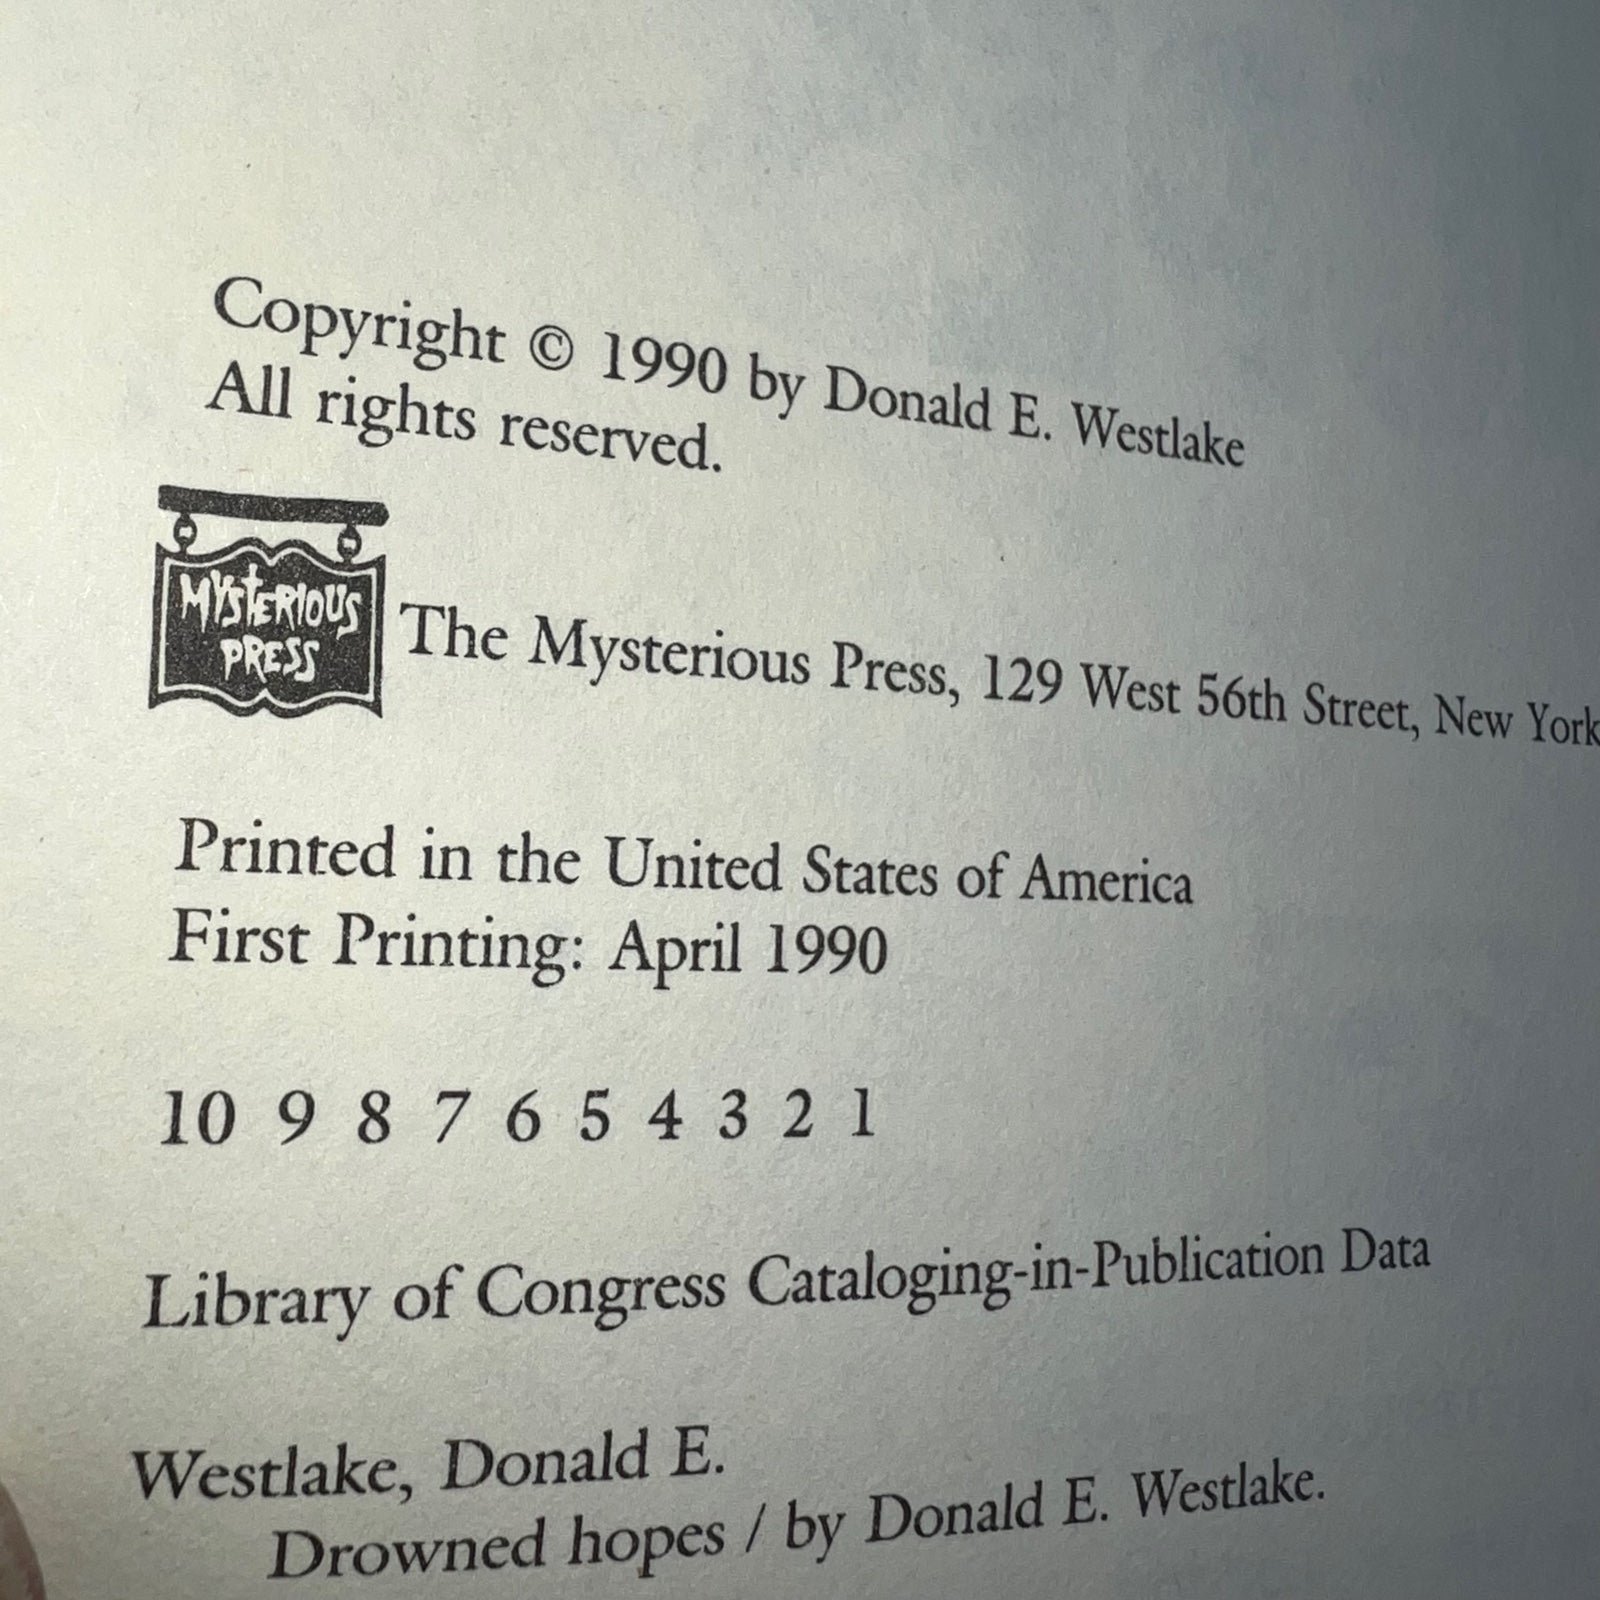 Copyright © 1990 by Donald E. Westlake
All rights reserved.
MYSTERIOUS
PRESS
The Mysterious Press, 129 West 56th Street, New York
Printed in the United States of America
First Printing: April 1990
10 9 8 7 6 5 4 3 2 1
Library of Congress Cataloging-in-Publication Data
Westlake, Donald E.
Drowned hopes / by Donald E. Westlake.